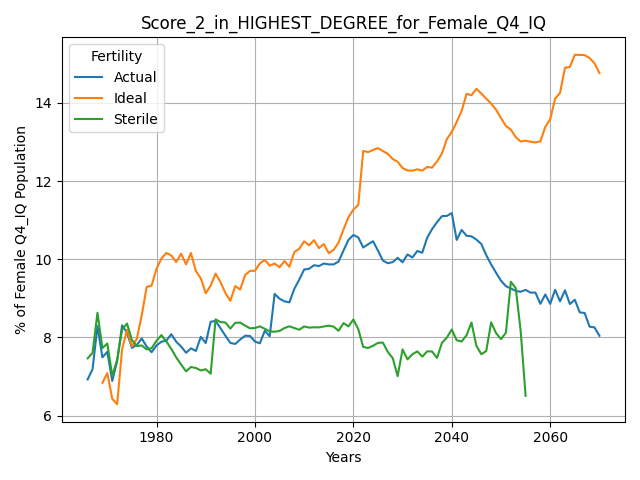 Score_2_in_HIGHEST_DEGREE_for_Female_Q4_IQ
Fertility
Actual
Ideal
Sterile
% of Female Q4_IQ Population
14
12
10
8
6
1980
2000
2020
2040
2060
Years